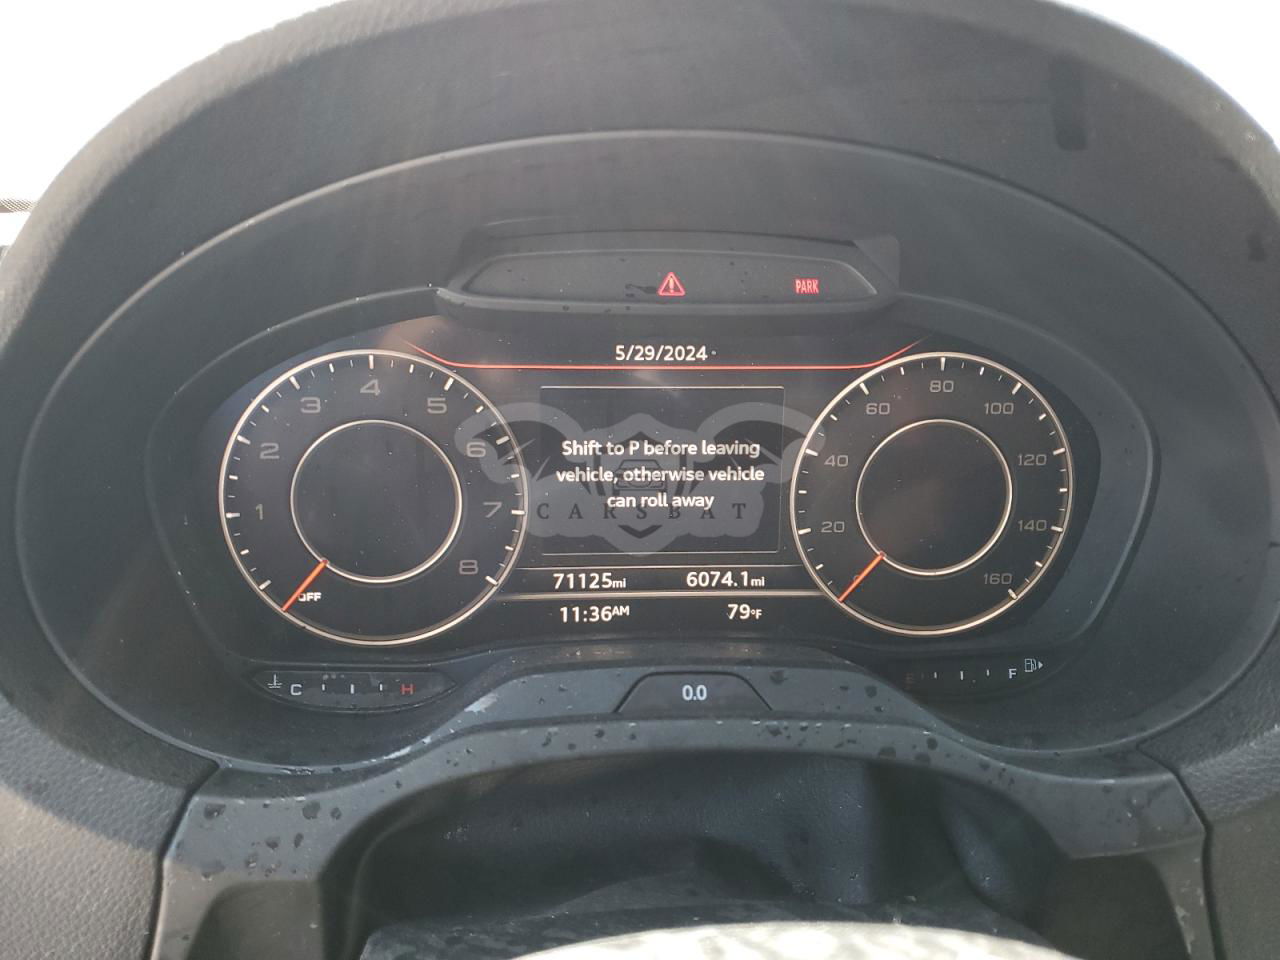 PARK
5/29/2024
1 2 3 4 5 6 7 8
OFF
Shift to P before leaving
vehicle, otherwise vehicle
can roll away
CARSBAT
0 20 40 60 80 100 120 140 160
71125mi 6074.1mi
11:36AM 79°F
C H
E F
0.0